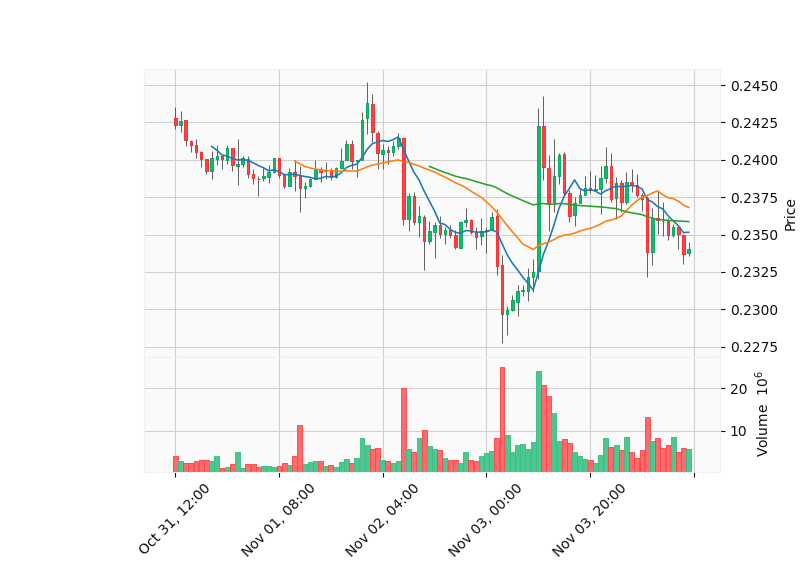 0.2450
0.2425
0.2400
0.2375
0.2350
0.2325
0.2300
0.2275
Price
20
10
Volume 10^6
Oct 31, 12:00
Nov 01, 08:00
Nov 02, 04:00
Nov 03, 00:00
Nov 03, 20:00